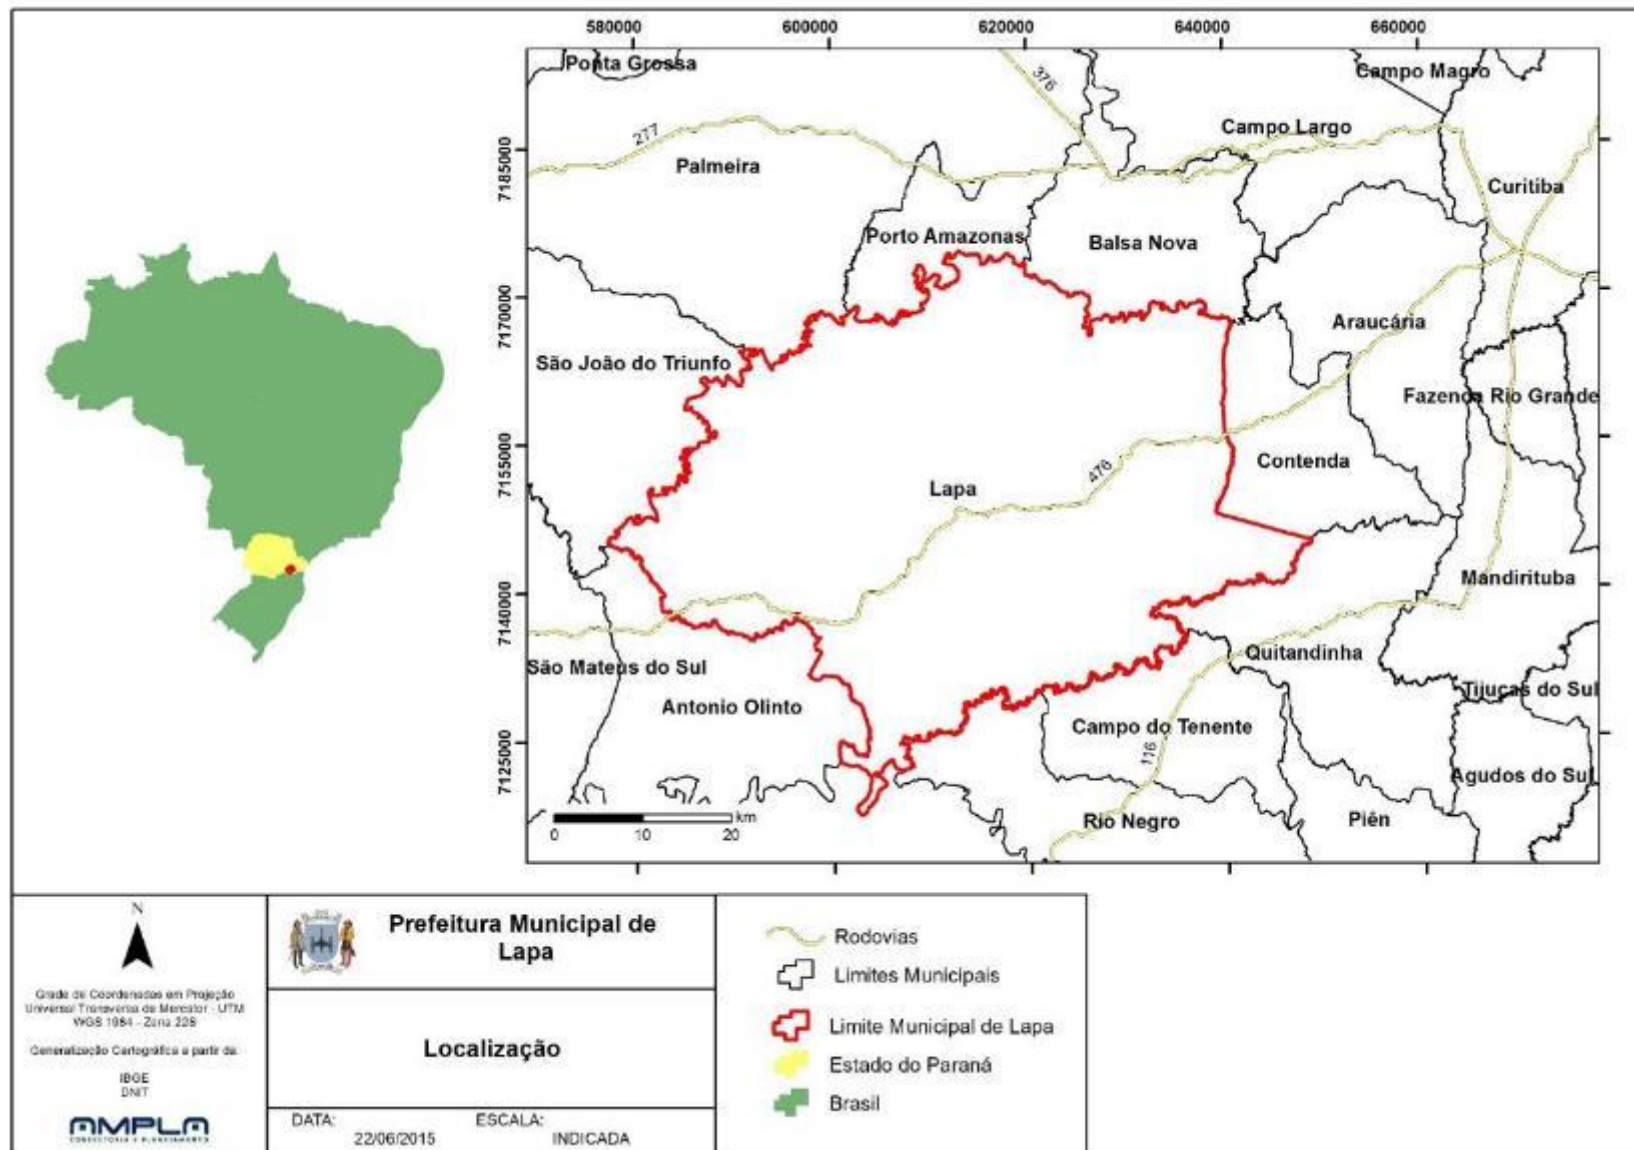 580000 600000 620000 640000 660000
Ponta Grossa
Campo Magro
376
277
Campo Largo
7185000
Palmeira
Curitiba
Porto Amazonas
Balsa Nova
7170000
Araucária
São João do Triunfo
Fazenda Rio Grande
7155000
Contenda
476
Lapa
7140000
Mandirituba
São Mateus do Sul
Quitandinha
Tijucas do Sul
Antonio Olinto
Campo do Tenente
116
7125000
Agudos do Sul
km
0 10 20
Rio Negro
Piên
N
Grade de Coordenadas em Projeção
Universal Transversa de Mercator - UTM
WGS 1984 - Zona 22S
Generalização Cartográfica a partir da:
IBGE
DNIT
AMPLA
CONSULTORIA E PLANEJAMENTO
Prefeitura Municipal de
Lapa
Localização
DATA:
22/06/2015
ESCALA:
INDICADA
Rodovias
Limites Municipais
Limite Municipal de Lapa
Estado do Paraná
Brasil